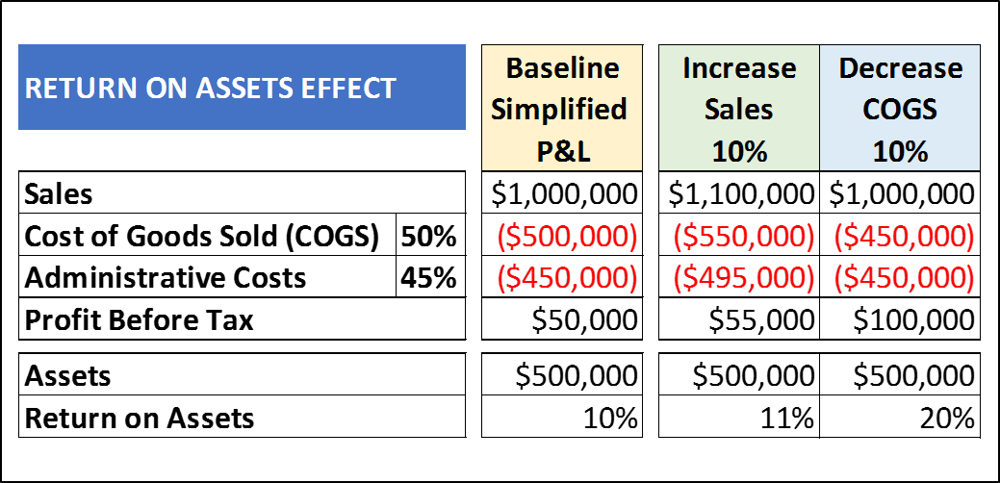 RETURN ON ASSETS EFFECT
Baseline Simplified P&L
Increase Sales 10%
Decrease COGS 10%
Sales $1,000,000 $1,100,000 $1,000,000
Cost of Goods Sold (COGS) 50% ($500,000) ($550,000) ($450,000)
Administrative Costs 45% ($450,000) ($495,000) ($450,000)
Profit Before Tax $50,000 $55,000 $100,000
Assets $500,000 $500,000 $500,000
Return on Assets 10% 11% 20%